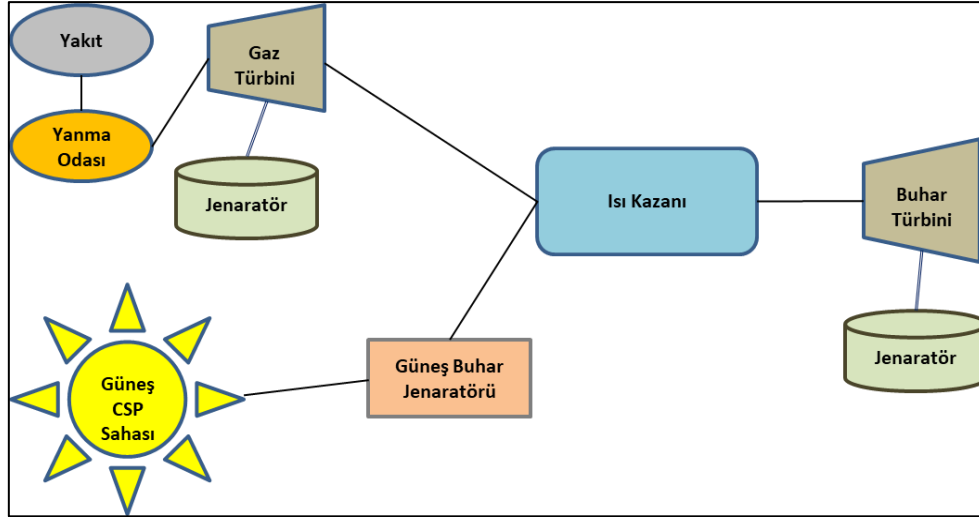 Yakıt
Yanma
Odası
Gaz
Türbini
Jenaratör
Isı Kazanı
Buhar
Türbini
Jenaratör
Güneş
CSP
Sahası
Güneş Buhar
Jenaratörü